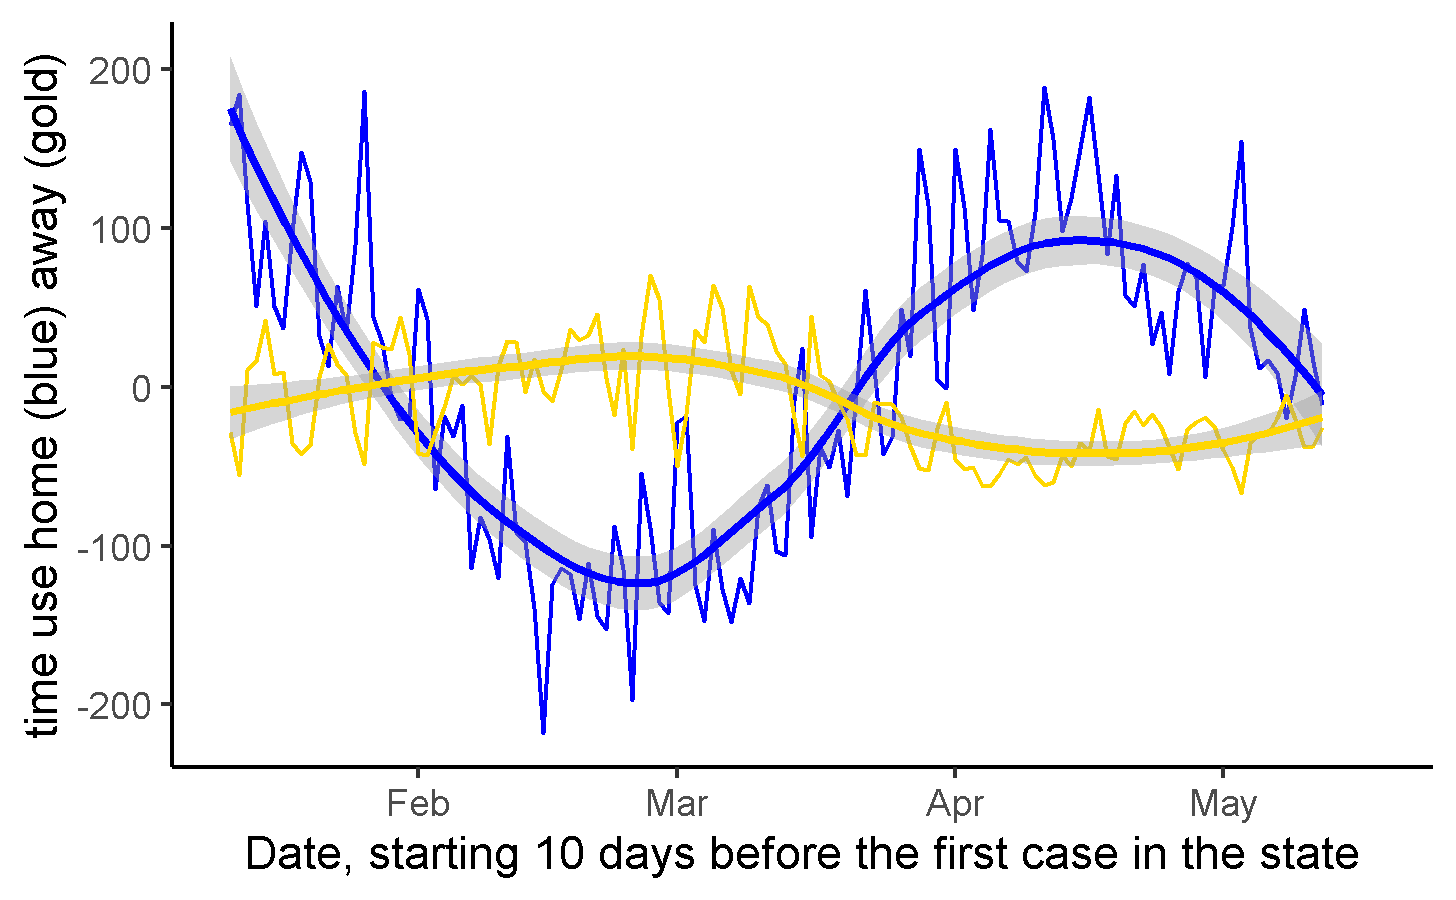 time use home (blue) away (gold)
200
100
0
-100
-200
Feb Mar Apr May
Date, starting 10 days before the first case in the state